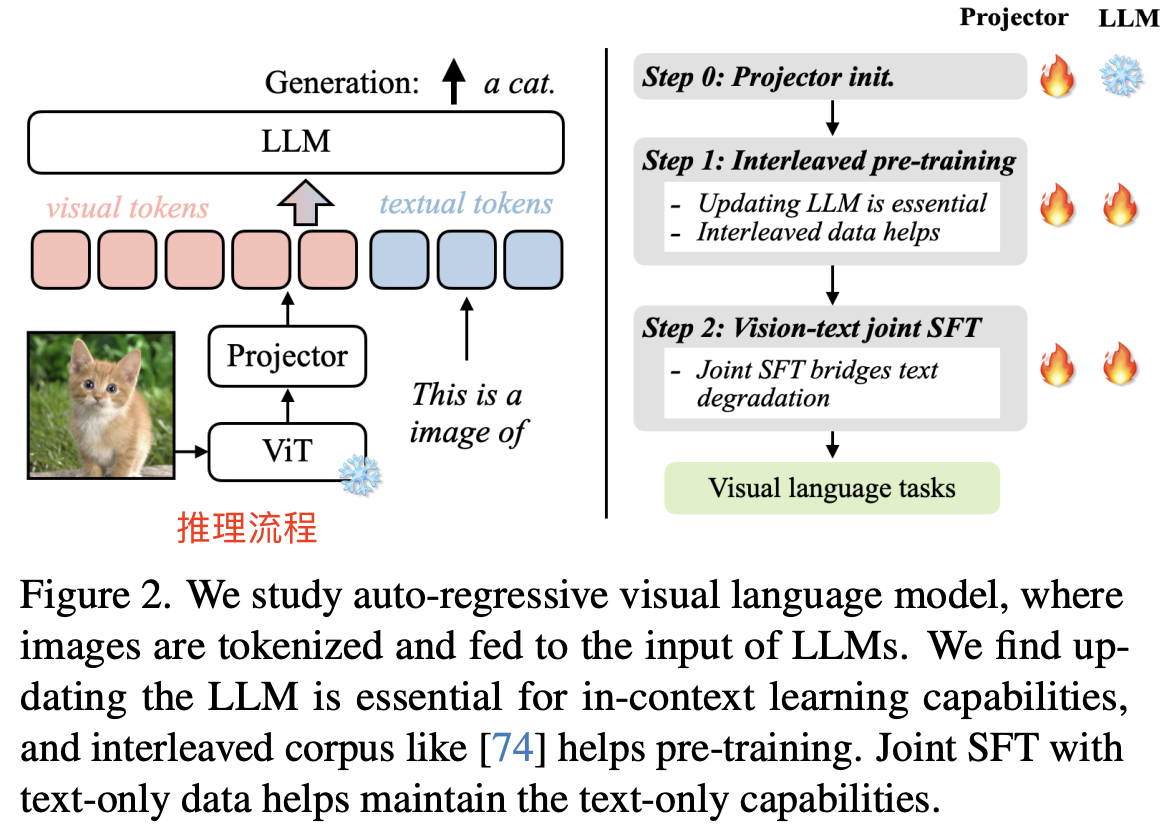 Projector LLM
Generation: a cat.
LLM
visual tokens textual tokens
Projector
This is a
image of
ViT
推理流程
Step 0: Projector init.
Step 1: Interleaved pre-training
- Updating LLM is essential
- Interleaved data helps
Step 2: Vision-text joint SFT
- Joint SFT bridges text
degradation
Visual language tasks
Figure 2. We study auto-regressive visual language model, where
images are tokenized and fed to the input of LLMs. We find up-
dating the LLM is essential for in-context learning capabilities,
and interleaved corpus like [74] helps pre-training. Joint SFT with
text-only data helps maintain the text-only capabilities.